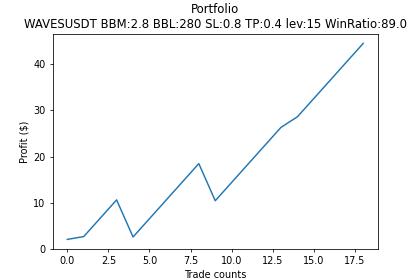 Portfolio
WAVESUSDT BBM:2.8 BBL:280 SL:0.8 TP:0.4 lev:15 WinRatio:89.0
Profit ($)
40
30
20
10
0
0.0 2.5 5.0 7.5 10.0 12.5 15.0 17.5
Trade counts